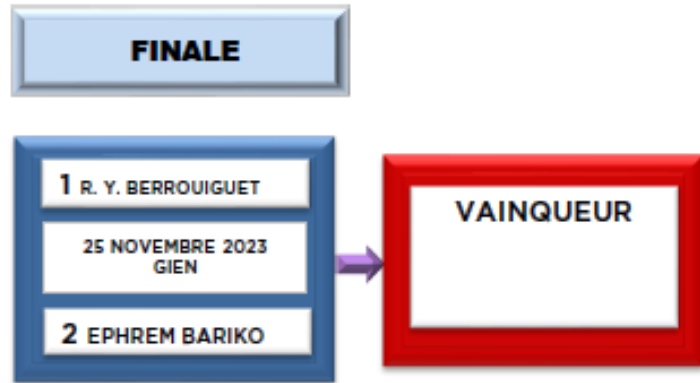 FINALE
1 R. Y. BERROUIGUET
25 NOVEMBRE 2023
GIEN
2 EPHREM BARIKO
VAINQUEUR